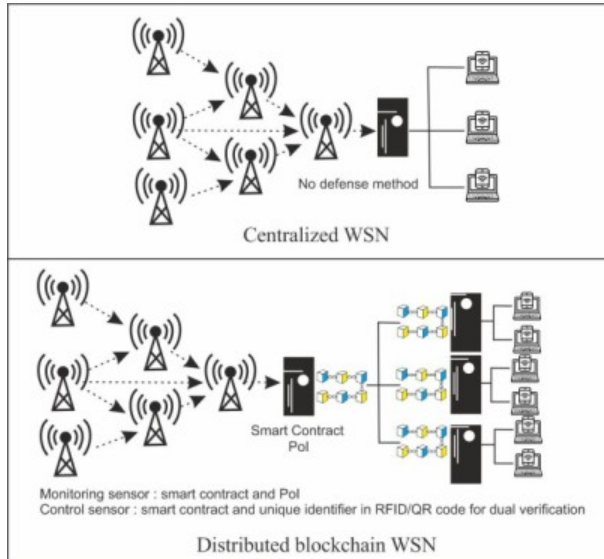 No defense method
Centralized WSN
Smart Contract
PoI
Monitoring sensor : smart contract and PoI
Control sensor : smart contract and unique identifier in RFID/QR code for dual verification
Distributed blockchain WSN